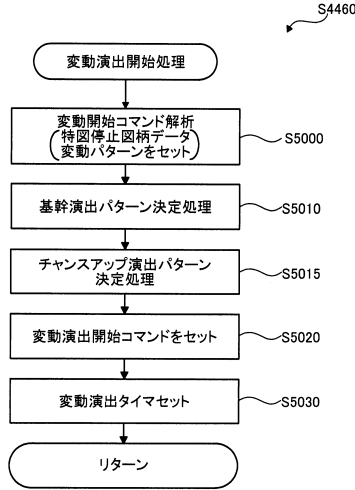 S4460
変動演出開始処理
変動開始コマンド解析
(特図停止図柄データ
変動パターンをセット)
S5000
基幹演出パターン決定処理
S5010
チャンスアップ演出パターン
決定処理
S5015
変動演出開始コマンドをセット
S5020
変動演出タイマセット
S5030
リターン